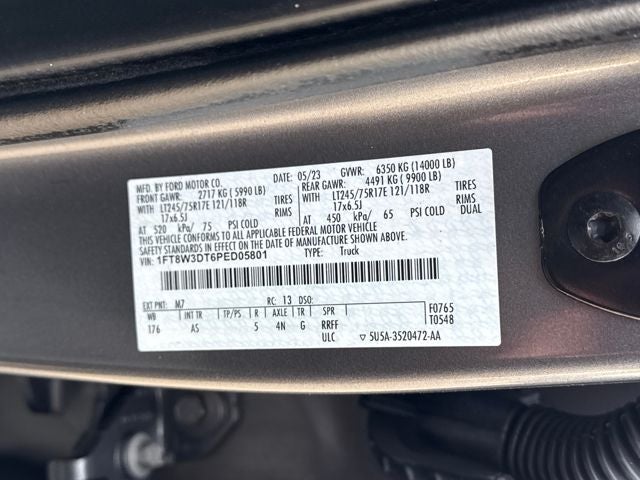 MFD. BY FORD MOTOR CO. DATE: 05/23 GVWR: 6350 KG (14000 LB)
FRONT GAWR: 2717 KG (5990 LB) REAR GAWR: 4491 KG (9900 LB)
WITH LT245/75R17E 121/118R TIRES WITH LT245/75R17E 121/118R TIRES
17x6.5J RIMS 17x6.5J RIMS
AT 520 kPa/ 75 PSI COLD AT 450 kPa/ 65 PSI COLD DUAL
THIS VEHICLE CONFORMS TO ALL APPLICABLE FEDERAL MOTOR VEHICLE
SAFETY STANDARDS IN EFFECT ON THE DATE OF MANUFACTURE SHOWN ABOVE.
1FT8W3DT6PED05801 TYPE: Truck
EXT PNT: M7 RC: 13 DSO: F0765
WB INT TR TP/PS R AXLE TR SPR T0548
176 AS 5 4N G RRFF
ULC ▽ 5U5A-3520472-AA